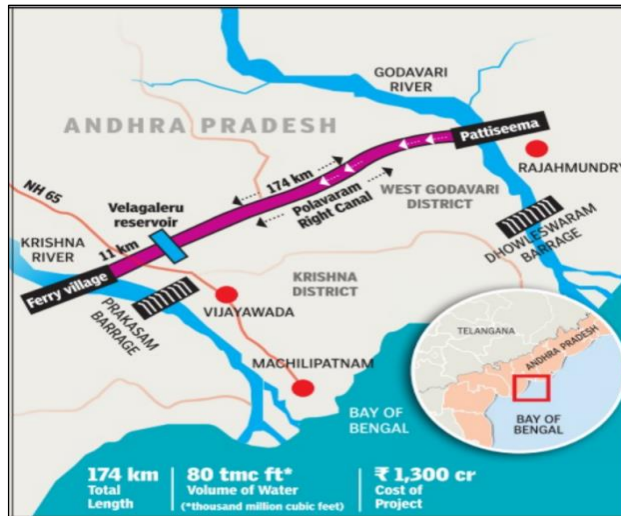 GODAVARI
RIVER
ANDHRA PRADESH
Pattiseema
RAJAHMUNDRY
NH 65
174 km
Polavaram
Right Canal
WEST GODAVARI
DISTRICT
Velagaleru
reservoir
DHOWLESWARAM
BARRAGE
KRISHNA
RIVER
11 km
Ferry village
KRISHNA
DISTRICT
PRAKASAM
BARRAGE
VIJAYAWADA
TELANGANA
ANDHRA PRADESH
MACHILIPATNAM
BAY OF
BENGAL
BAY OF
BENGAL
174 km
Total
Length
80 tmc ft*
Volume of Water
(*thousand million cubic feet)
₹ 1,300 cr
Cost of
Project